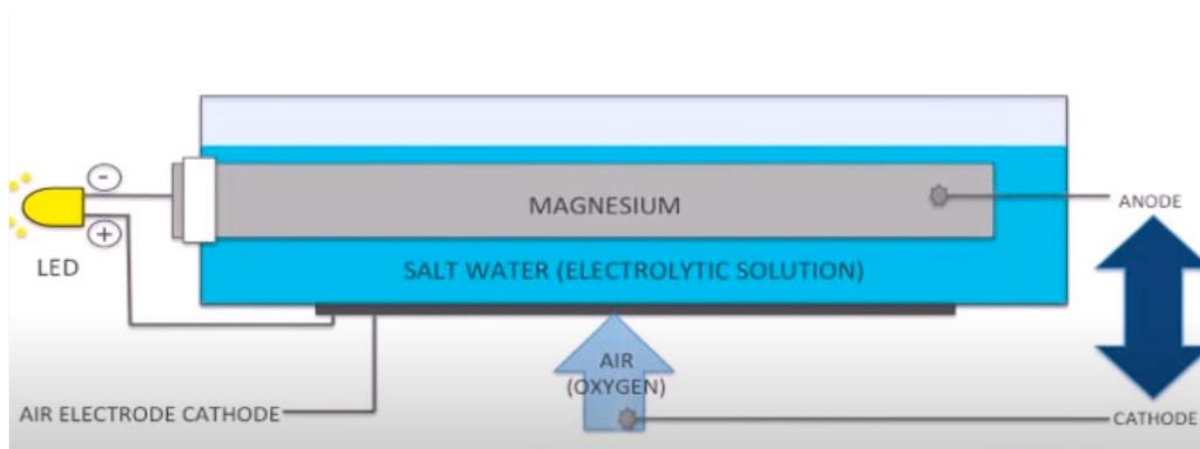 -
MAGNESIUM
ANODE
+
LED
SALT WATER (ELECTROLYTIC SOLUTION)
AIR
(OXYGEN)
AIR ELECTRODE CATHODE
CATHODE